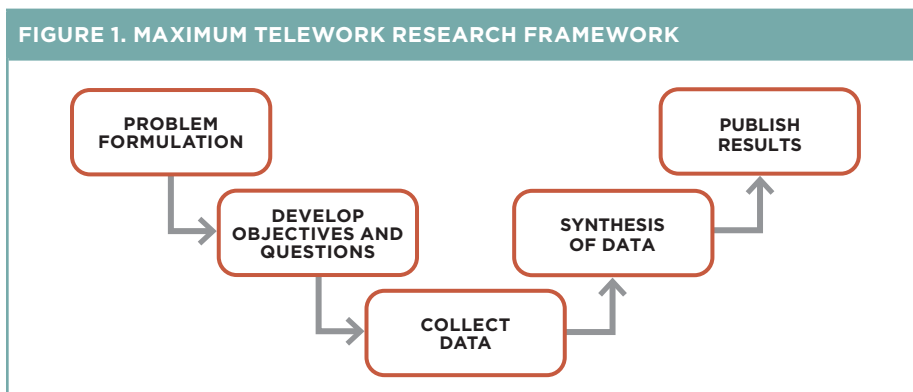 FIGURE 1. MAXIMUM TELEWORK RESEARCH FRAMEWORK
PROBLEM
FORMULATION
DEVELOP
OBJECTIVES AND
QUESTIONS
COLLECT
DATA
SYNTHESIS
OF DATA
PUBLISH
RESULTS